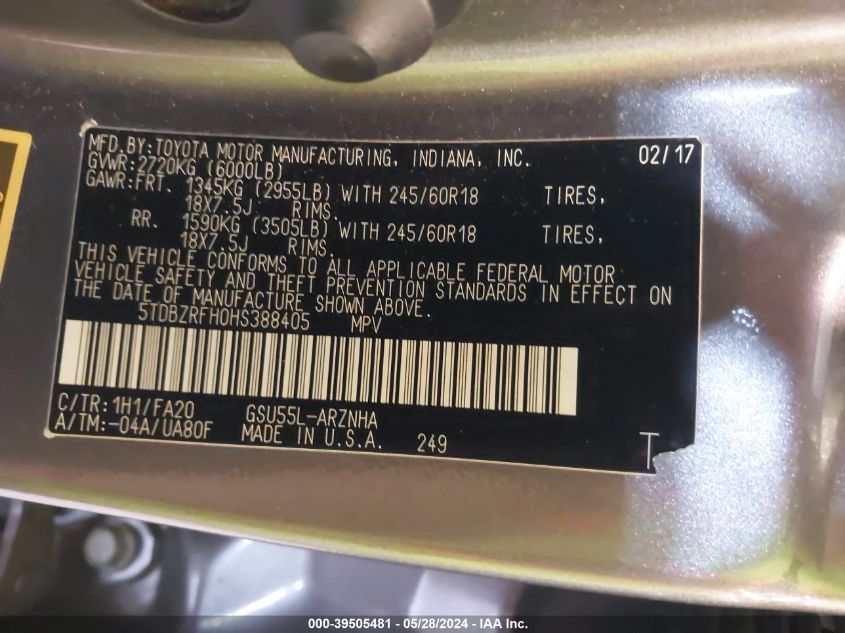 MFD. BY: TOYOTA MOTOR MANUFACTURING, INDIANA, INC. 02/17
GVWR: 2720KG (6000LB)
GAWR: FRT. 1345KG (2955LB) WITH 245/60R18 TIRES,
18X7.5J RIMS.
RR. 1590KG (3505LB) WITH 245/60R18 TIRES,
18X7.5J RIMS.
THIS VEHICLE CONFORMS TO ALL APPLICABLE FEDERAL MOTOR
VEHICLE SAFETY AND THEFT PREVENTION STANDARDS IN EFFECT ON
THE DATE OF MANUFACTURE SHOWN ABOVE.
5TDBZRFH0HS388405 MPV
C/TR: 1H1/FA20 GSU55L-ARZNHA
A/TM: -04A/UA80F MADE IN U.S.A. 249
T
000-39505481 - 05/28/2024 - IAA Inc.